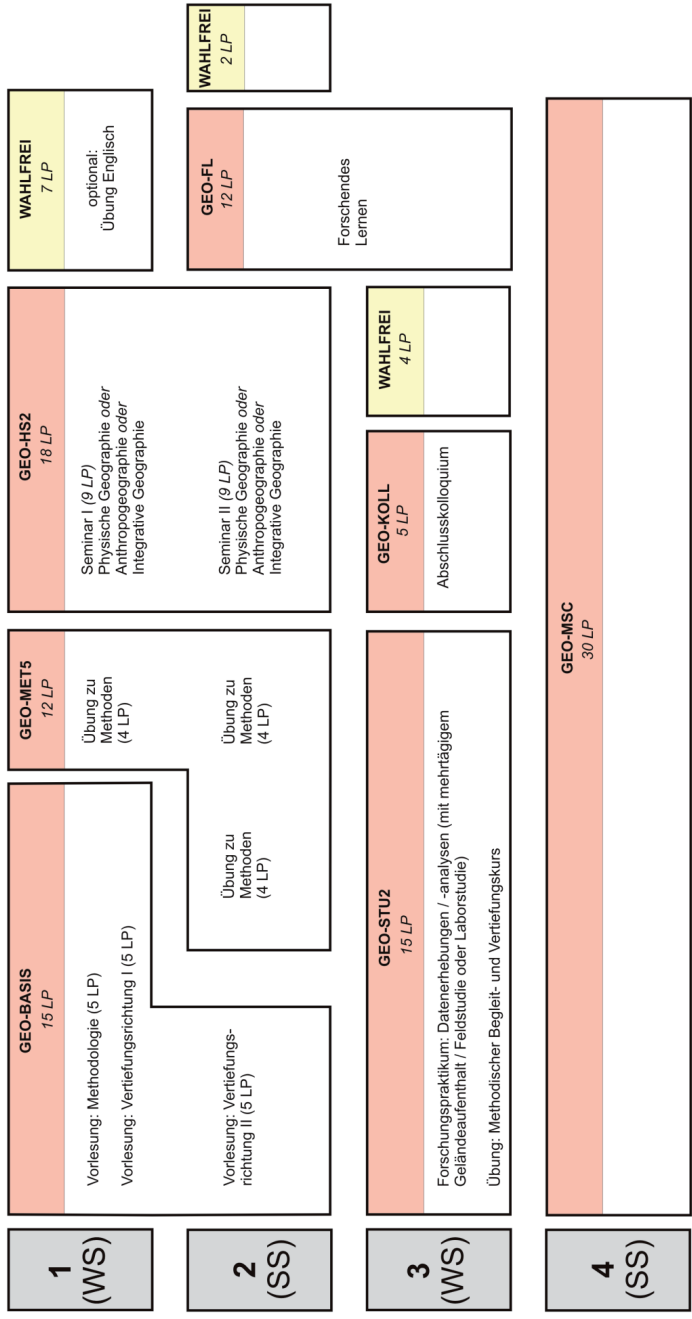 1
(WS)
GEO-BASIS
15 LP
Vorlesung: Methodologie (5 LP)
Vorlesung: Vertiefungsrichtung I (5 LP)
GEO-MET5
12 LP
Übung zu
Methoden
(4 LP)
GEO-HS2
18 LP
Seminar I (9 LP)
Physische Geographie oder
Anthropogeographie oder
Integrative Geographie
WAHLFREI
7 LP
optional:
Übung Englisch
2
(SS)
Vorlesung: Vertiefungs-
richtung II (5 LP)
Übung zu
Methoden
(4 LP)
Übung zu
Methoden
(4 LP)
Seminar II (9 LP)
Physische Geographie oder
Anthropogeographie oder
Integrative Geographie
GEO-FL
12 LP
Forschendes
Lernen
WAHLFREI
2 LP
3
(WS)
GEO-STU2
15 LP
Forschungspraktikum: Datenerhebungen / -analysen (mit mehrtägigem
Geländeaufenthalt / Feldstudie oder Laborstudie)
Übung: Methodischer Begleit- und Vertiefungskurs
GEO-KOLL
5 LP
Abschlusskolloquium
WAHLFREI
4 LP
4
(SS)
GEO-MSC
30 LP